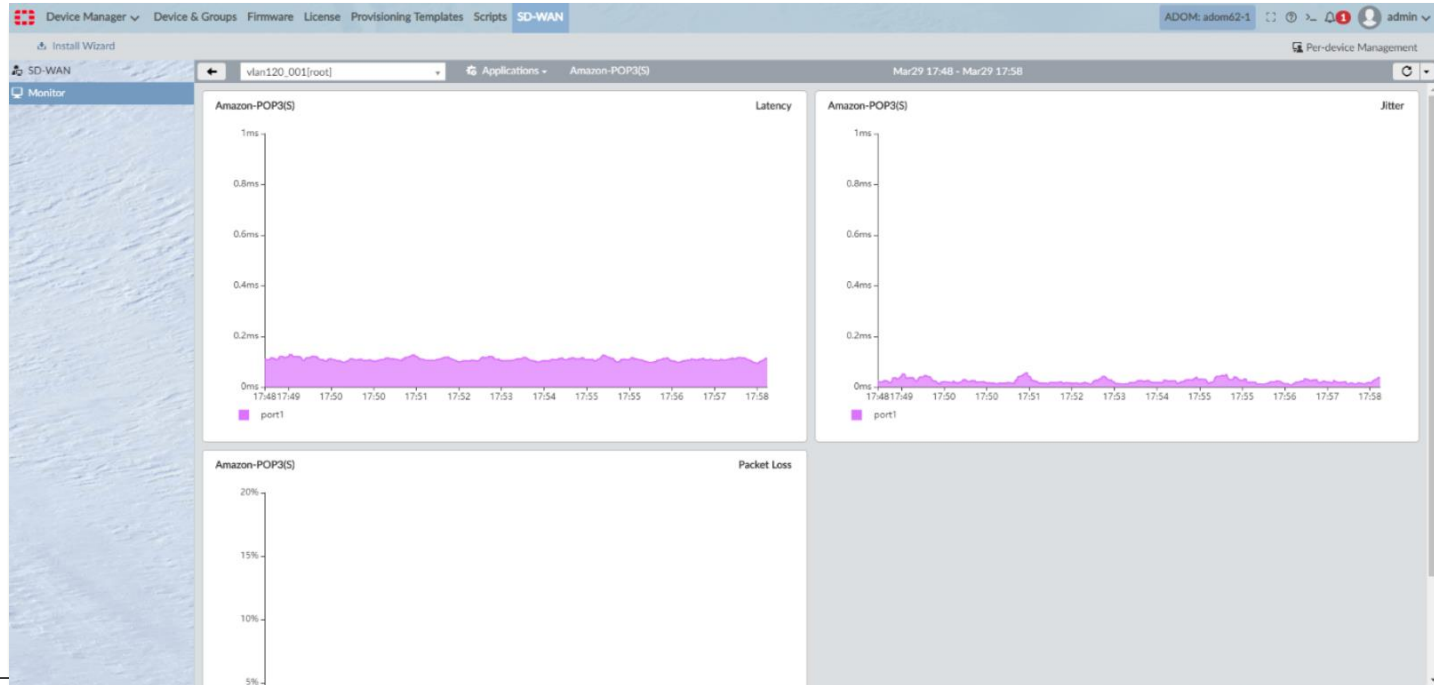 Device Manager Device & Groups Firmware License Provisioning Templates Scripts SD-WAN ADOM: adom62-1 1 admin
Install Wizard Per-device Management
SD-WAN vlan120_001[root] Applications Amazon-POP3(S) Mar29 17:48 - Mar29 17:58
Monitor
Amazon-POP3(S) Latency
1ms
0.8ms
0.6ms
0.4ms
0.2ms
0ms
17:48 17:49 17:50 17:50 17:51 17:52 17:53 17:54 17:55 17:55 17:56 17:57 17:58
port1
Amazon-POP3(S) Jitter
1ms
0.8ms
0.6ms
0.4ms
0.2ms
0ms
17:48 17:49 17:50 17:50 17:51 17:52 17:53 17:54 17:55 17:55 17:56 17:57 17:58
port1
Amazon-POP3(S) Packet Loss
20%
15%
10%
5%